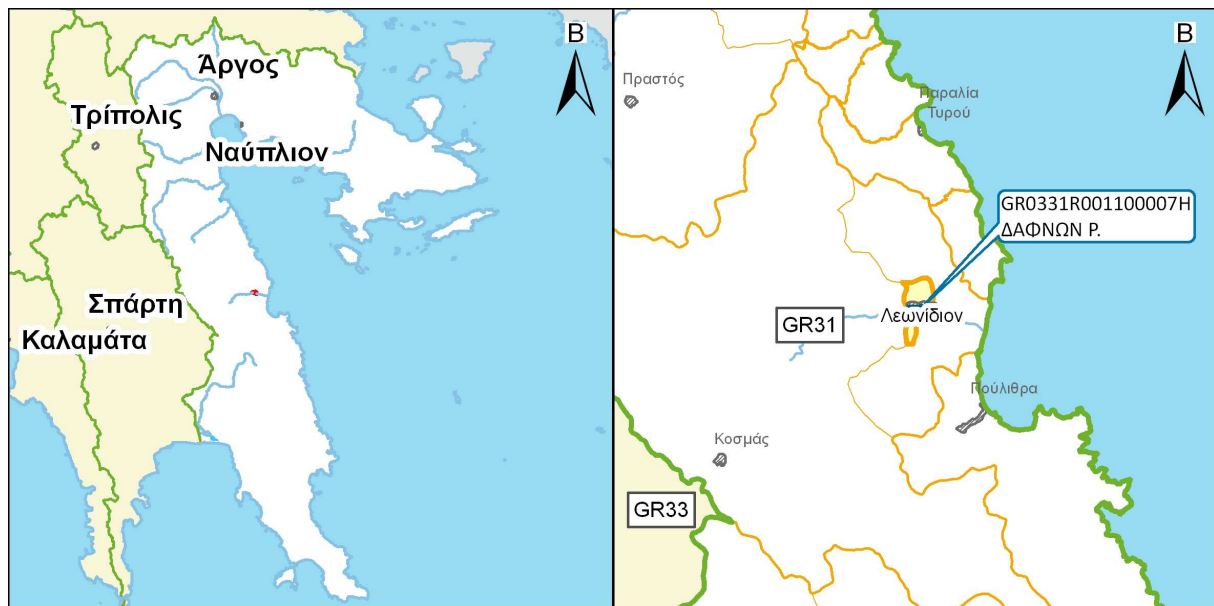 Β
Άργος
Τρίπολις
Ναύπλιον
Σπάρτη
Καλαμάτα
Β
Πραστός
Παραλία
Τυρού
GR0331R001100007H
ΔΑΦΝΩΝ Ρ.
GR31
Λεωνίδιον
Πούλιθρα
Κοσμάς
GR33